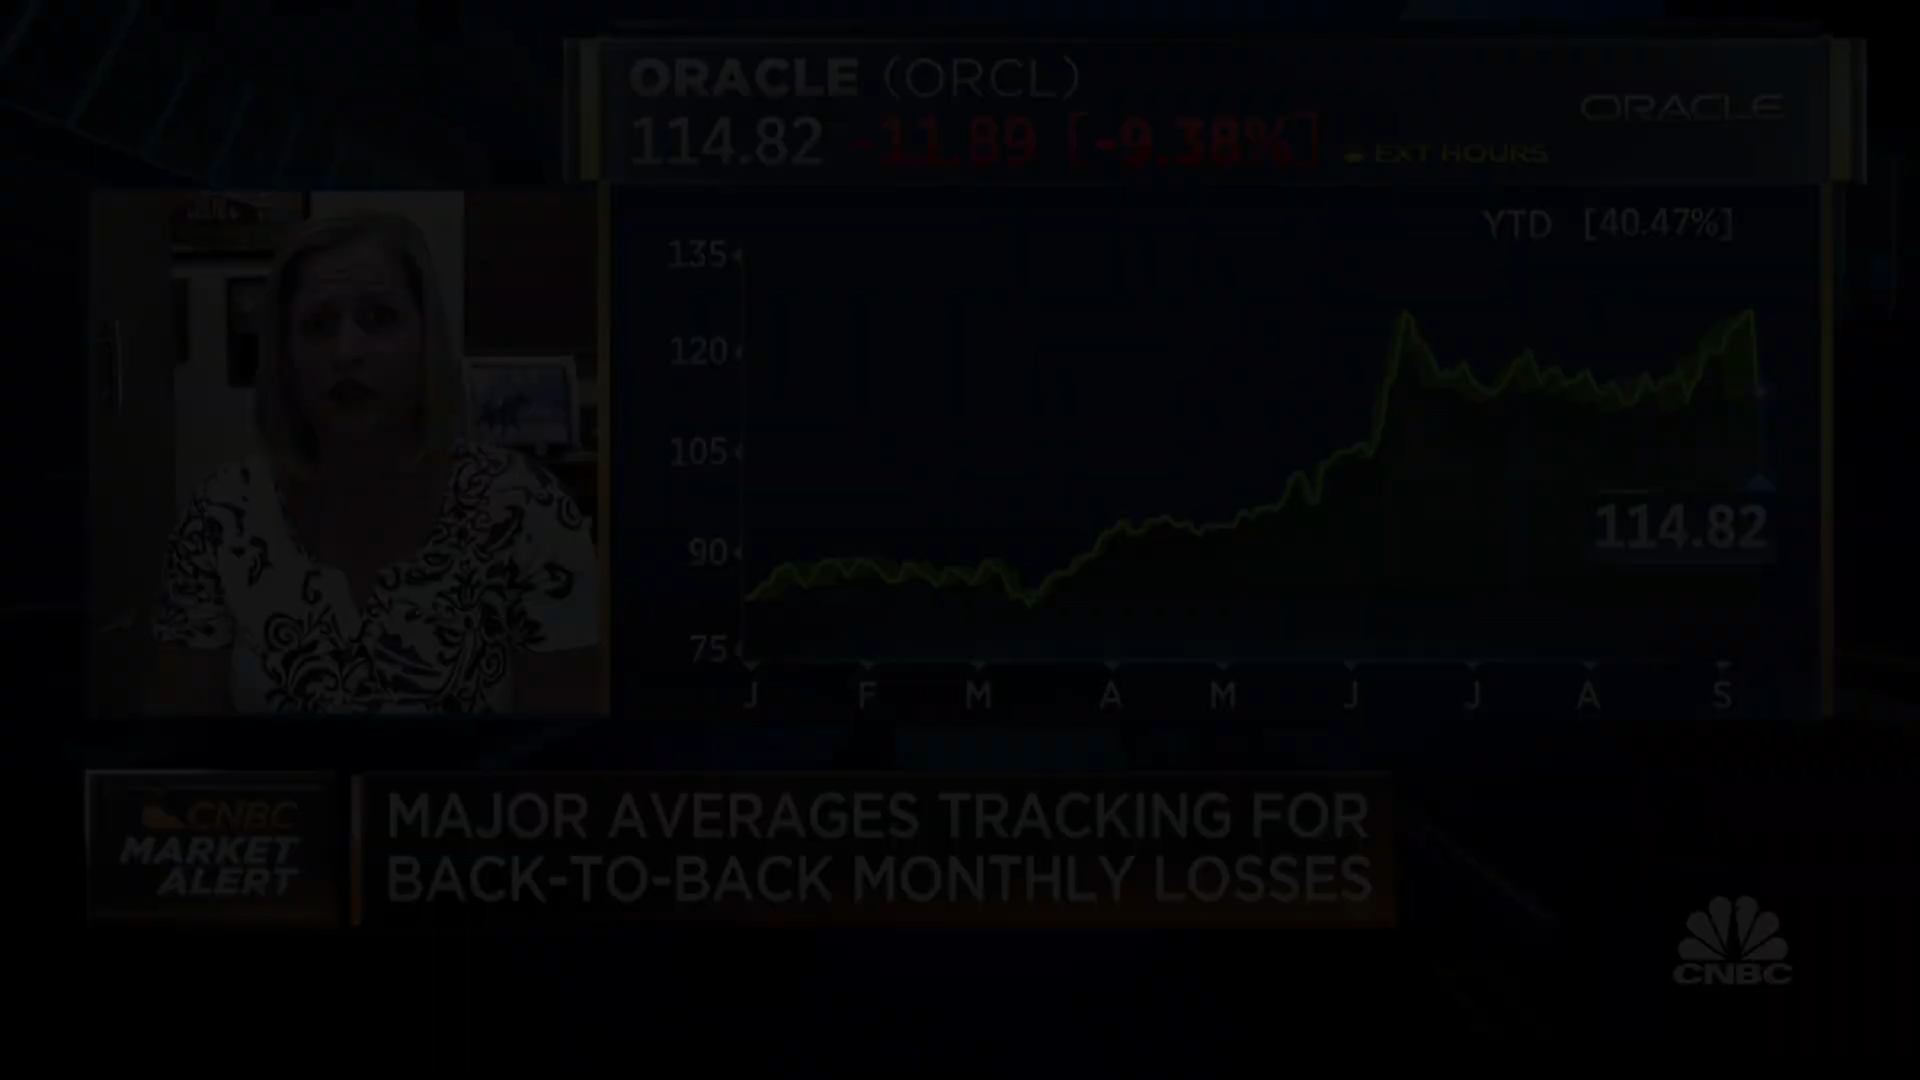 ORACLE (ORCL)
114.82 -11.89 [-9.38%] EXT HOURS
ORACLE
YTD [40.47%]
135
120
105
90
75
114.82
J F M A M J J A S
CNBC
MARKET
ALERT
MAJOR AVERAGES TRACKING FOR
BACK-TO-BACK MONTHLY LOSSES
CNBC